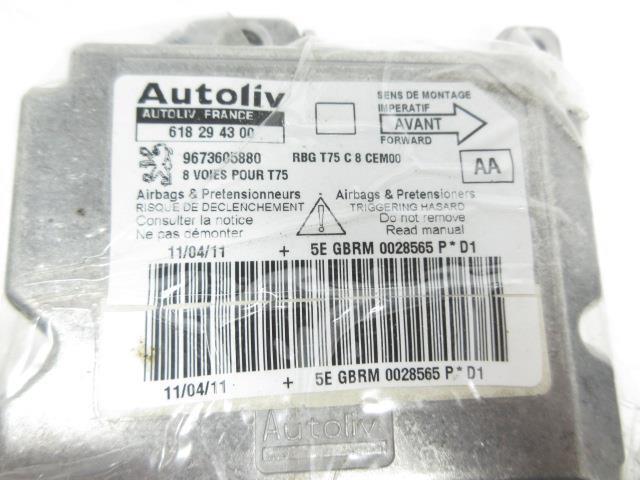 Autoliv
AUTOLIV. FRANCE
618 29 43 00
SENS DE MONTAGE
IMPERATIF
AVANT
FORWARD
9673605880 RBG T75 C 8 CEM00
8 VOIES POUR T75
AA
Airbags & Pretensionneurs
RISQUE DE DECLENCHEMENT
Consulter la notice
Ne pas démonter
Airbags & Pretensioners
TRIGGERING HASARD
Do not remove
Read manual
11/04/11 + 5E GBRM 0028565 P*D1
11/04/11 + 5E GBRM 0028565 P*D1
Autoliv